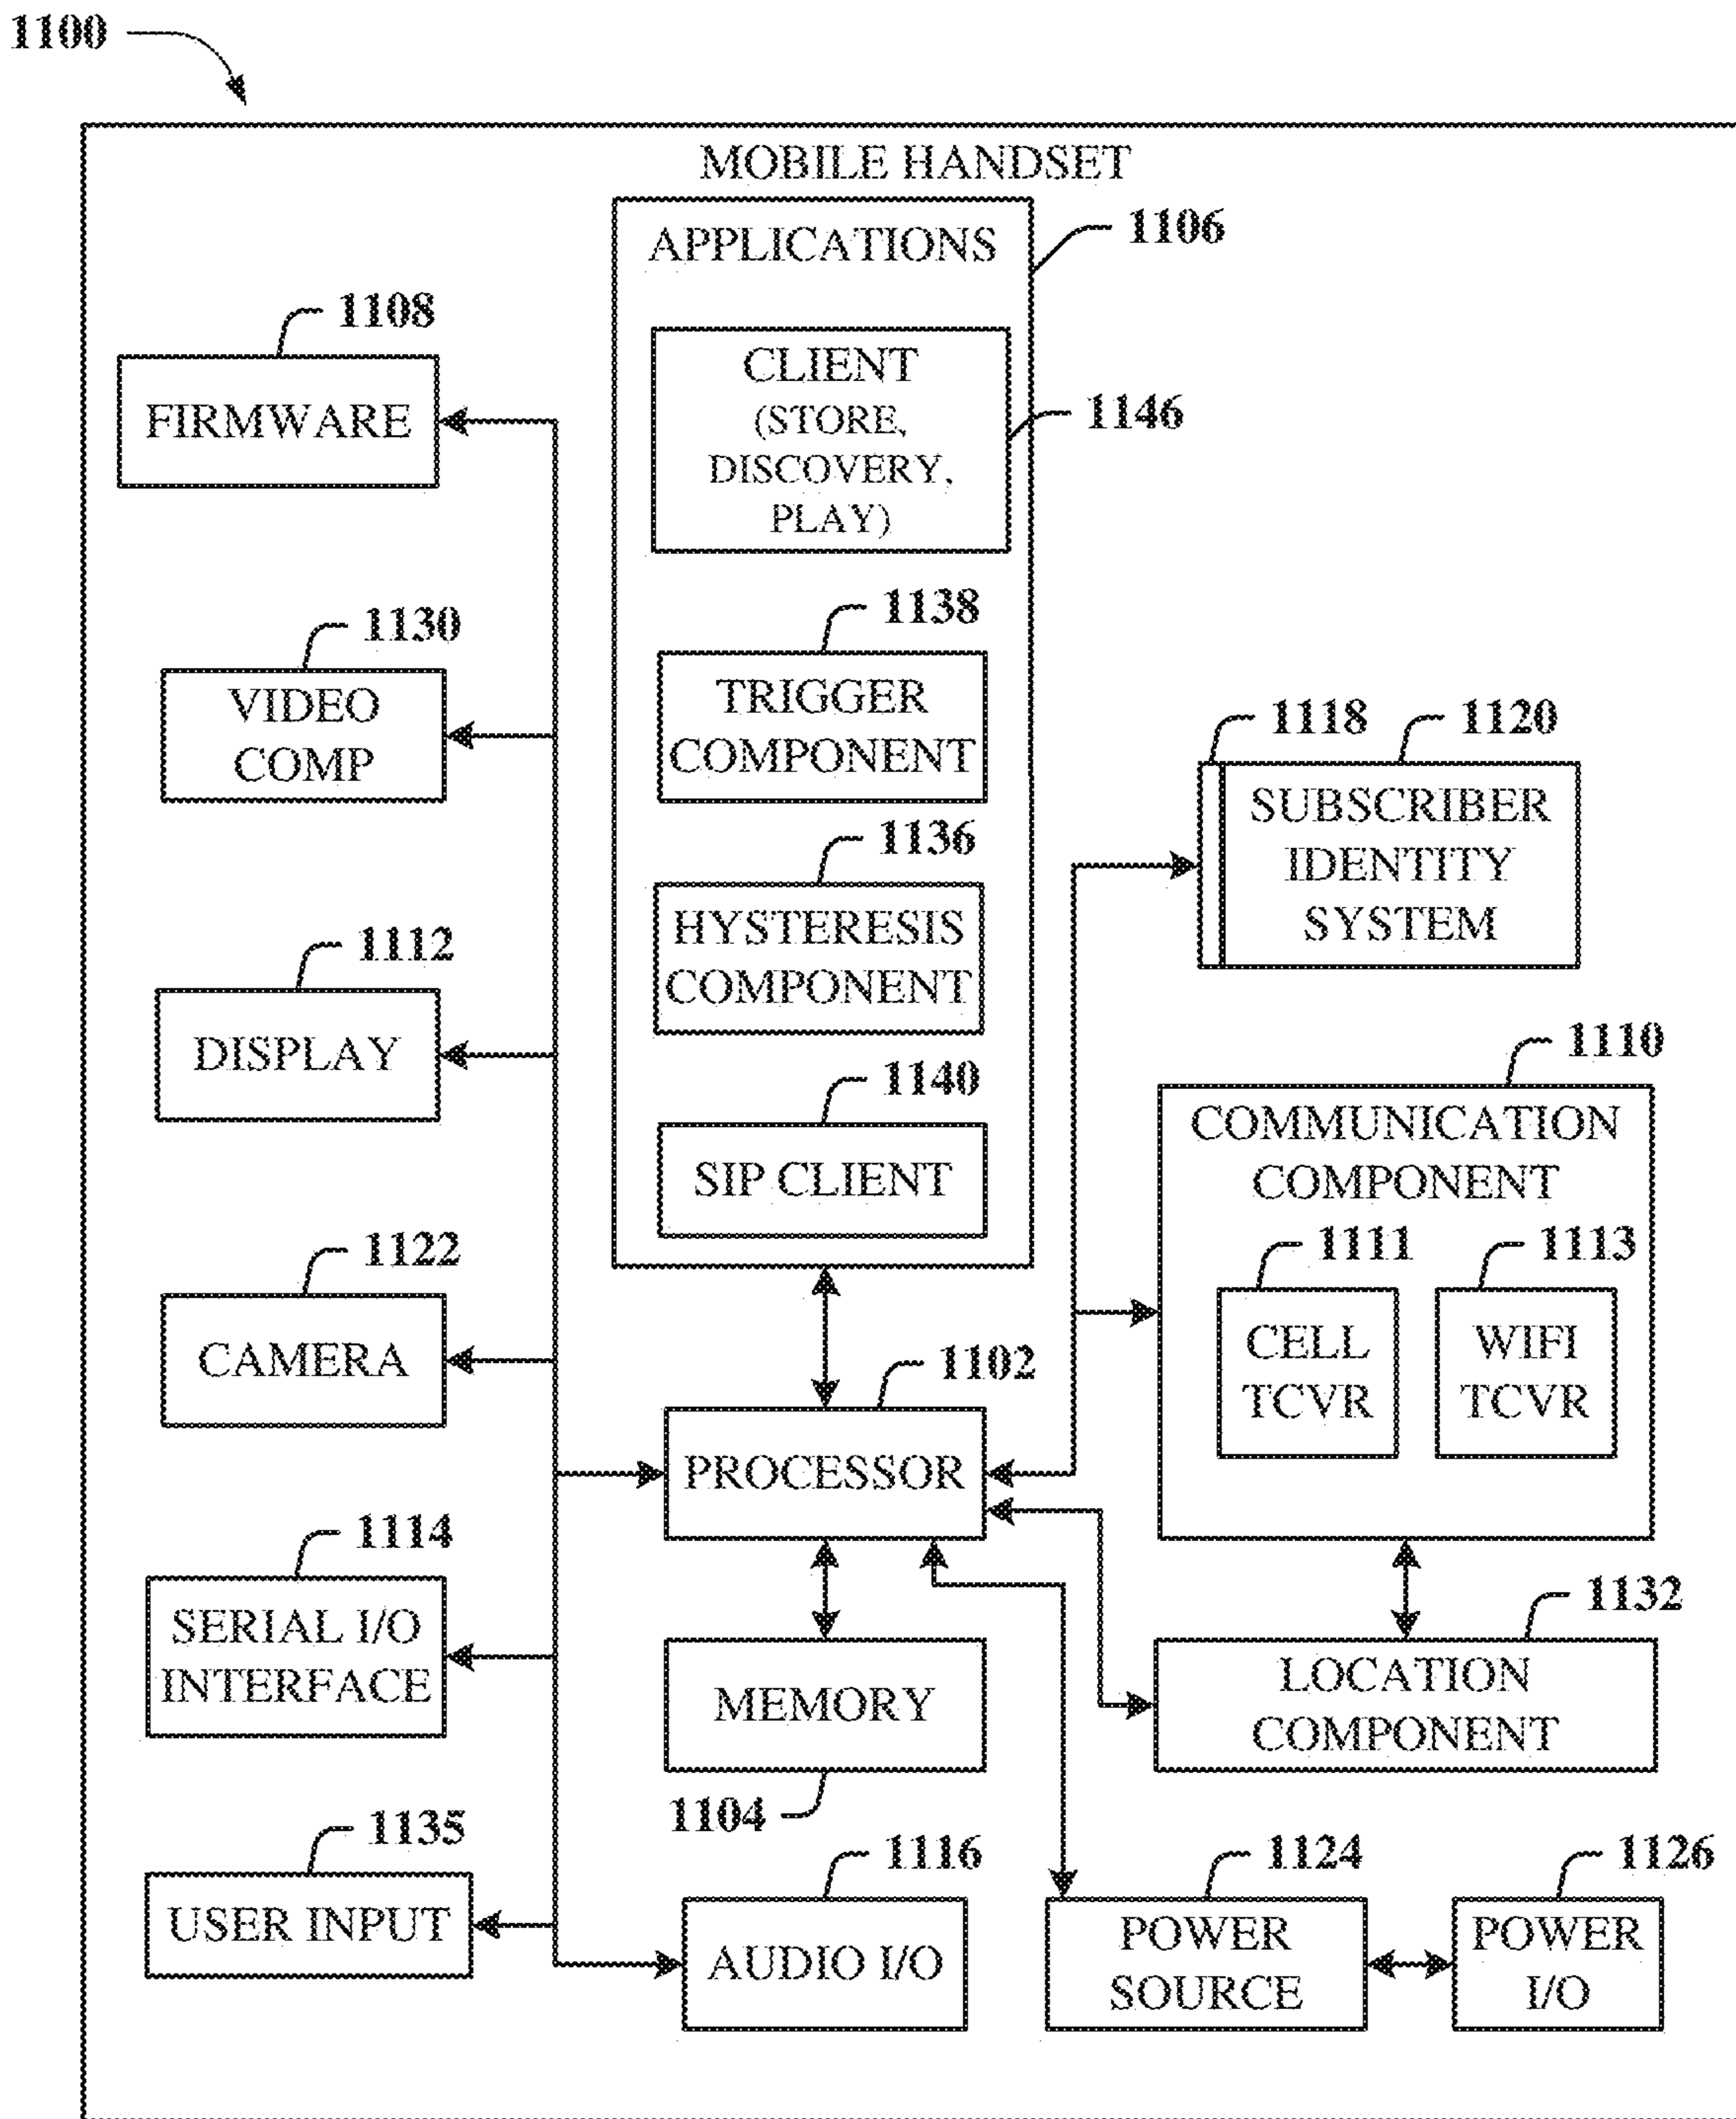 1100
MOBILE HANDSET
APPLICATIONS
1106
1108
FIRMWARE
CLIENT
(STORE,
DISCOVERY,
PLAY)
1146
1130
VIDEO
COMP
1138
TRIGGER
COMPONENT
1118
1120
SUBSCRIBER
IDENTITY
SYSTEM
1136
HYSTERESIS
COMPONENT
1112
DISPLAY
1140
SIP CLIENT
1110
COMMUNICATION
COMPONENT
1111
CELL
TCVR
1113
WIFI
TCVR
1122
CAMERA
1102
PROCESSOR
1114
SERIAL I/O
INTERFACE
MEMORY
1104
1132
LOCATION
COMPONENT
1135
USER INPUT
1116
AUDIO I/O
1124
POWER
SOURCE
1126
POWER
I/O